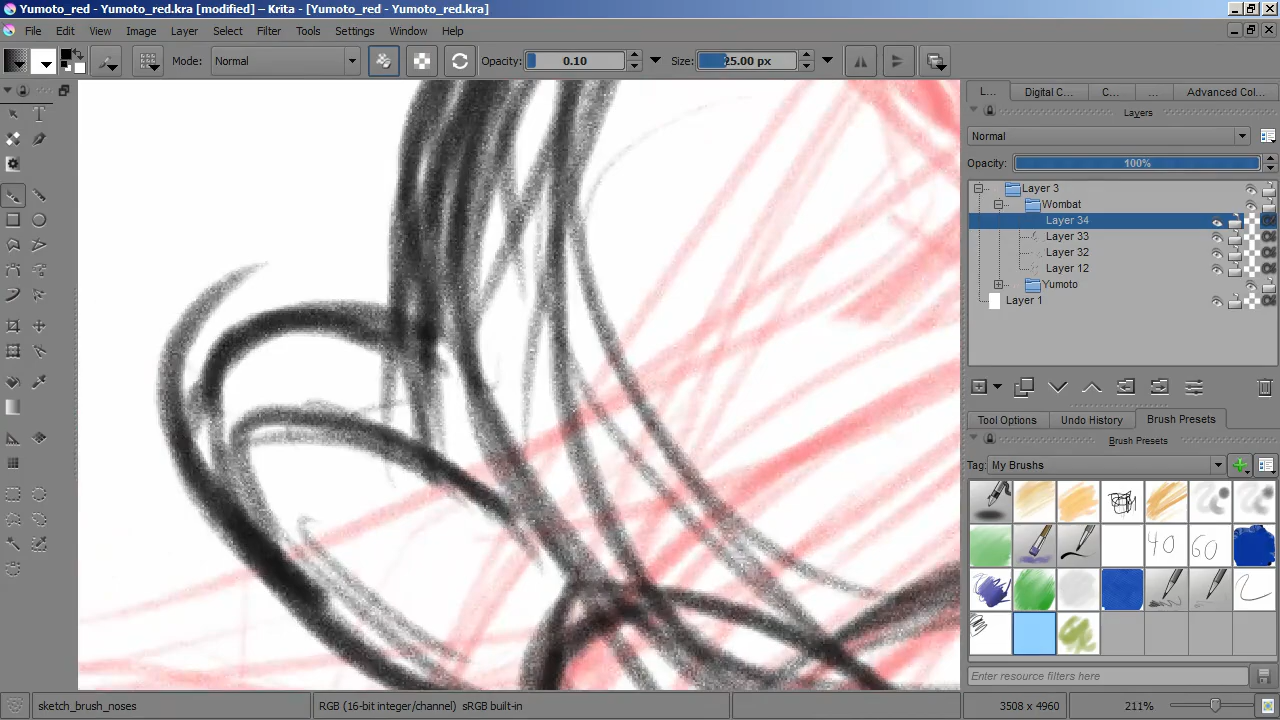 Yumoto_red - Yumoto_red.kra [modified] – Krita - [Yumoto_red - Yumoto_red.kra]
File Edit View Image Layer Select Filter Tools Settings Window Help
Mode: Normal Opacity: 0.10 Size: 25.00 px
L... Digital C... C... ... Advanced Col...
Layers
Normal
Opacity: 100%
Layer 3
Wombat
Layer 34
Layer 33
Layer 32
Layer 12
Yumoto
Layer 1
Tool Options Undo History Brush Presets
Brush Presets
Tag: My Brushes
40 60
Enter resource filters here
sketch_brush_noses RGB (16-bit integer/channel) sRGB built-in 3508 x 4960 211%